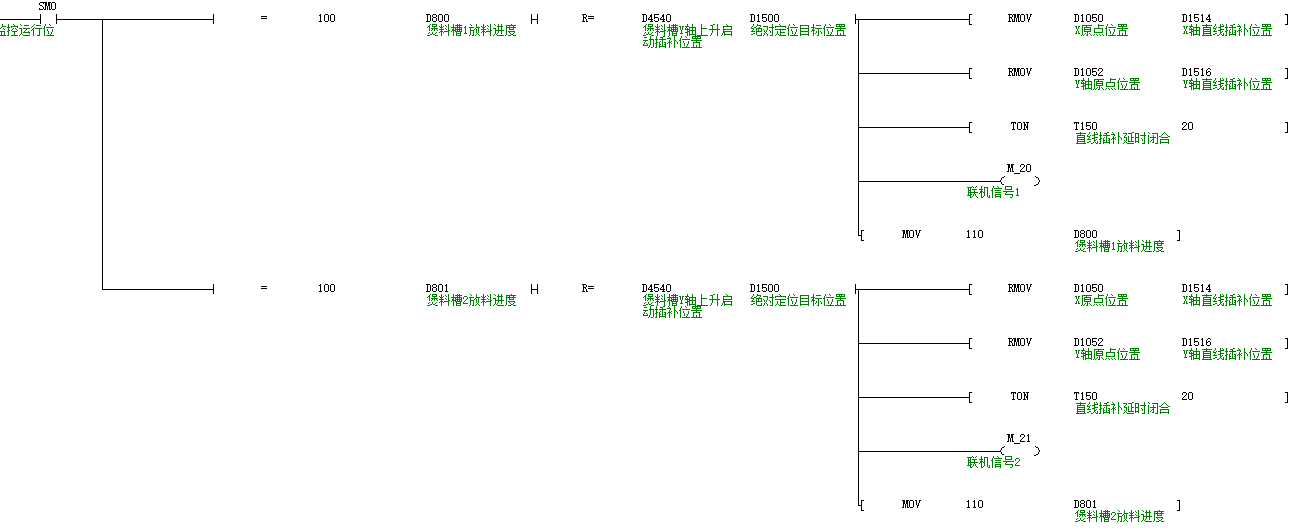 SM0
监控运行位
= 100 D800 R= D4540 D1500 [ RMOV D1050 D1514 ]
煲料槽1放料进度 煲料槽Y轴上升启 绝对定位目标位置 X原点位置 X轴直线插补位置
动插补位置
[ RMOV D1052 D1516 ]
Y轴原点位置 Y轴直线插补位置
[ TON T150 20 ]
直线插补延时闭合
M_20
联机信号1
[ MOV 110 D800 ]
煲料槽1放料进度
= 100 D801 R= D4540 D1500 [ RMOV D1050 D1514 ]
煲料槽2放料进度 煲料槽Y轴上升启 绝对定位目标位置 X原点位置 X轴直线插补位置
动插补位置
[ RMOV D1052 D1516 ]
Y轴原点位置 Y轴直线插补位置
[ TON T150 20 ]
直线插补延时闭合
M_21
联机信号2
[ MOV 110 D801 ]
煲料槽2放料进度